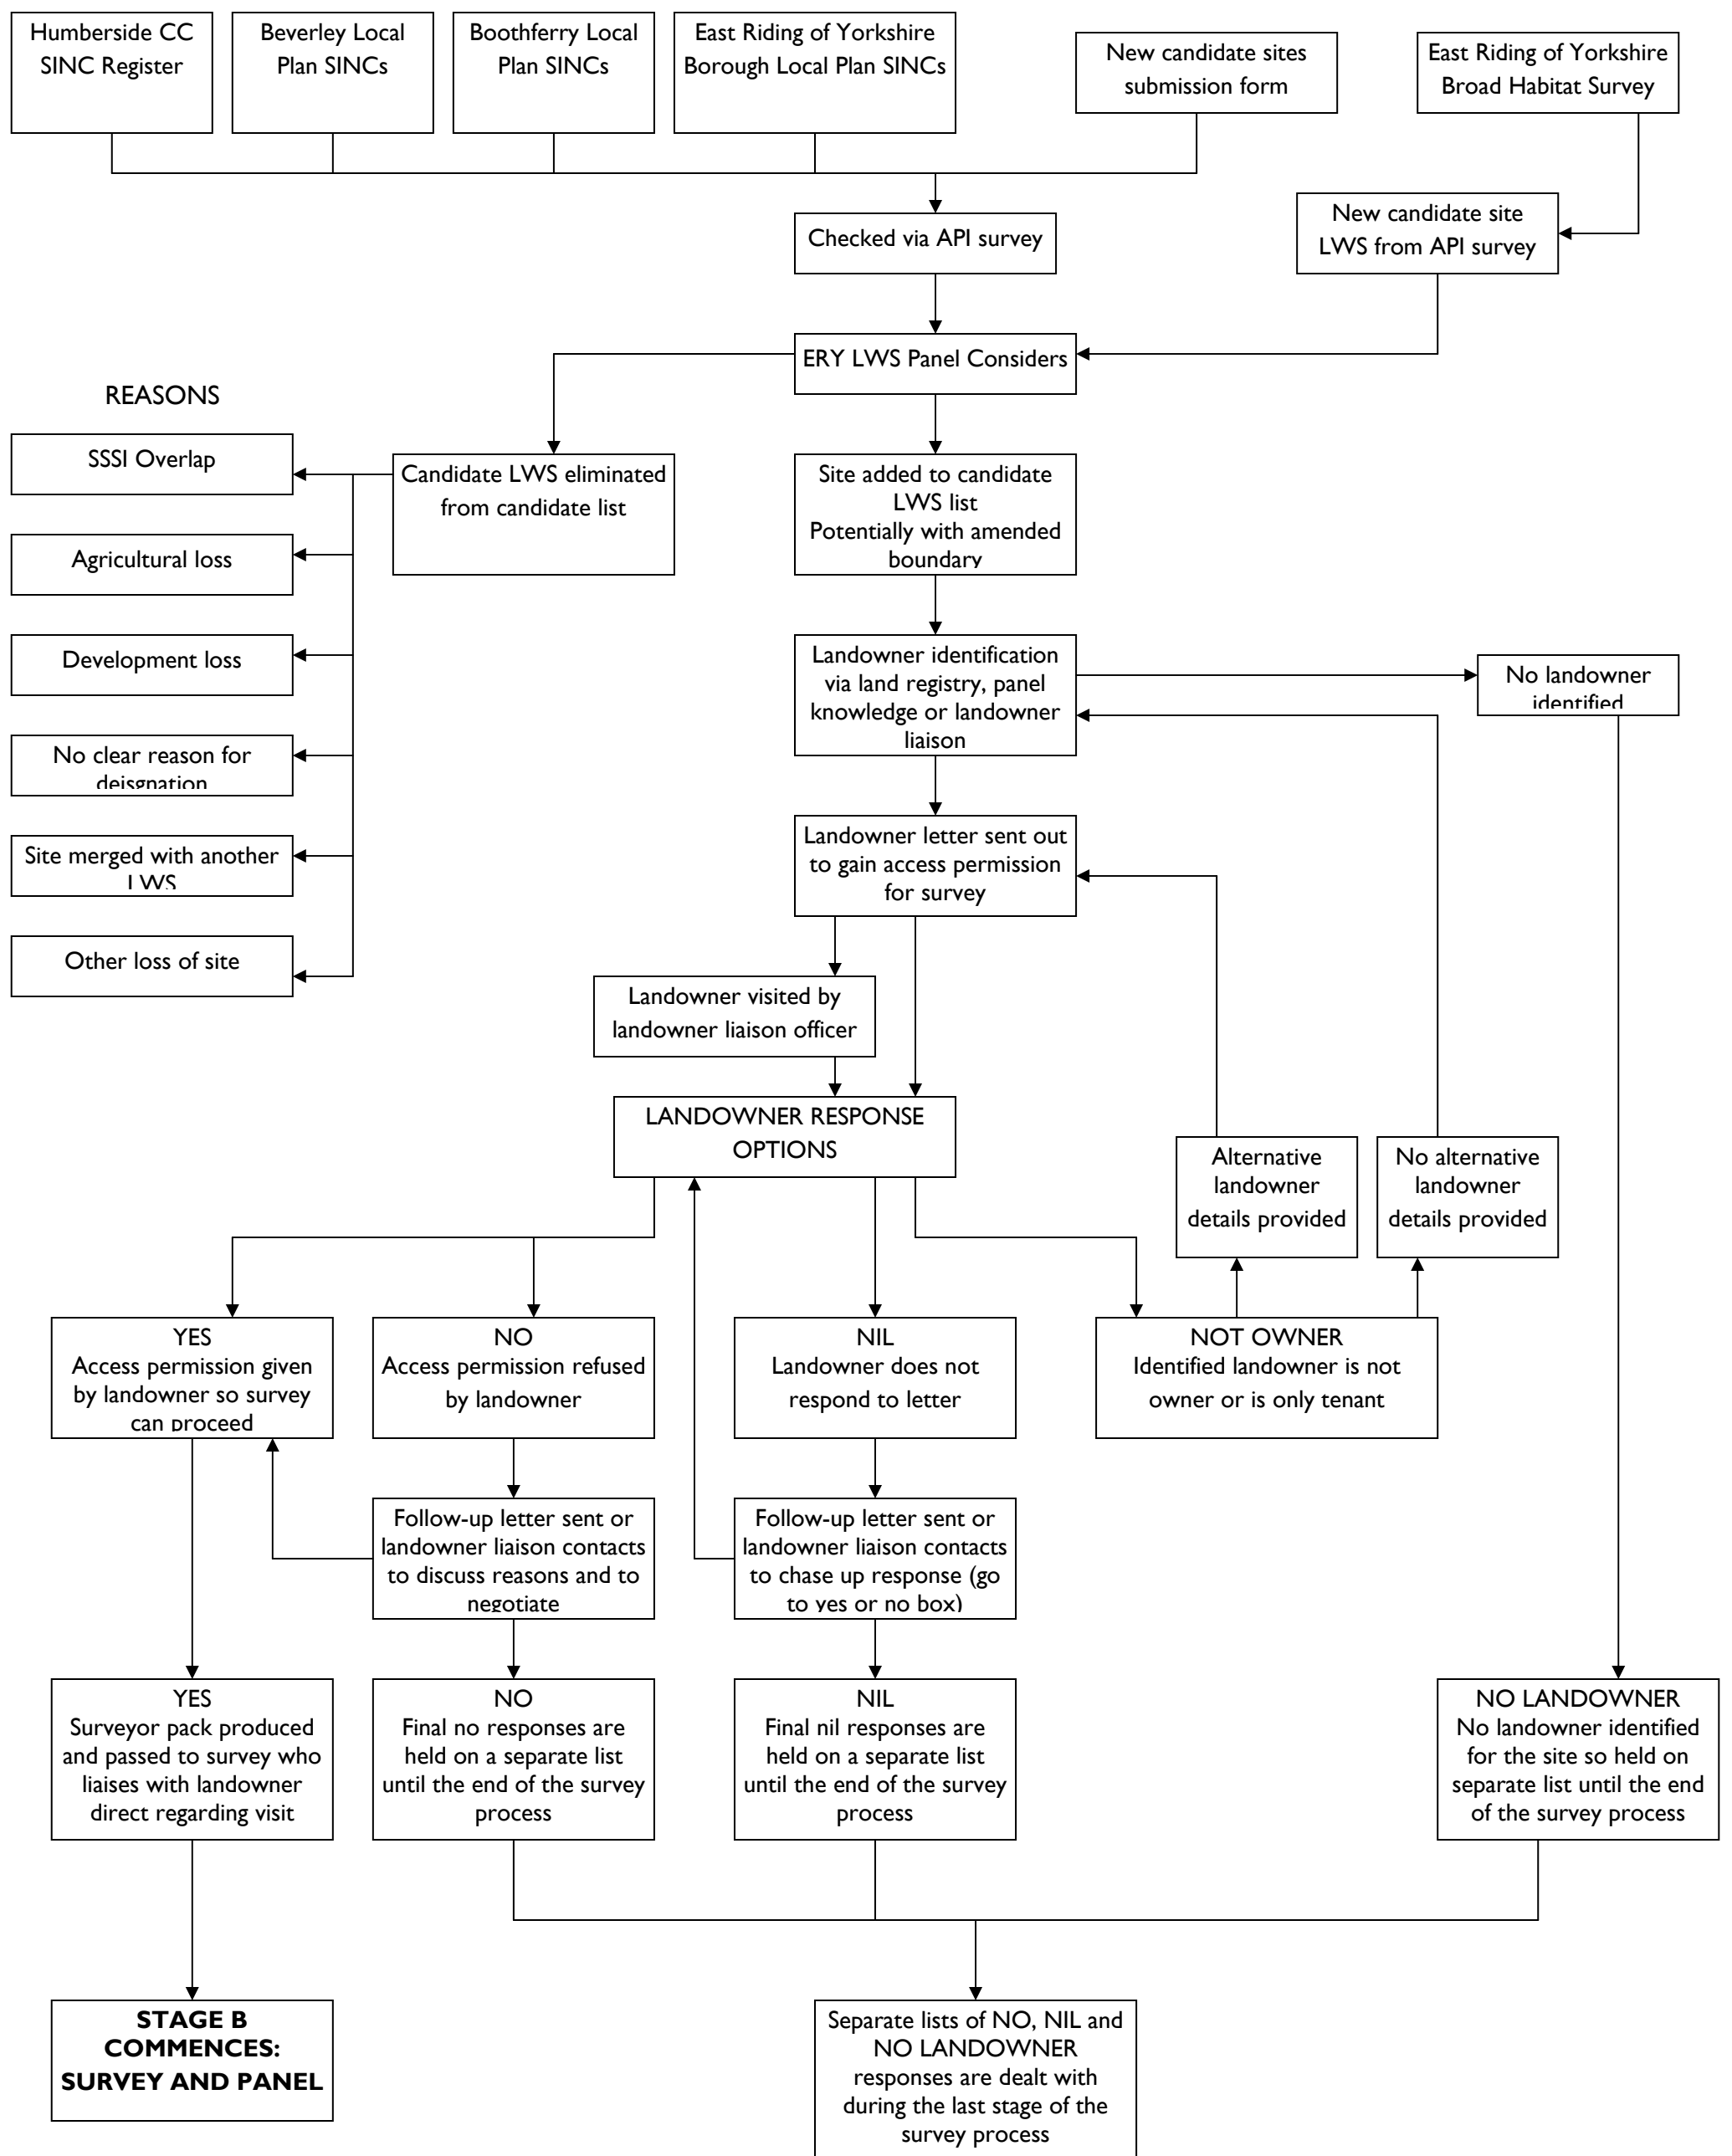 Humberside CC
SINC Register
Beverley Local
Plan SINCs
Boothferry Local
Plan SINCs
East Riding of Yorkshire
Borough Local Plan SINCs
New candidate sites
submission form
East Riding of Yorkshire
Broad Habitat Survey
Checked via API survey
New candidate site
LWS from API survey
ERY LWS Panel Considers
REASONS
SSSI Overlap
Agricultural loss
Development loss
No clear reason for
deisgnation
Site merged with another
LWS
Other loss of site
Candidate LWS eliminated
from candidate list
Site added to candidate
LWS list
Potentially with amended
boundary
Landowner identification
via land registry, panel
knowledge or landowner
liaison
No landowner
identified
Landowner letter sent out
to gain access permission
for survey
Landowner visited by
landowner liaison officer
LANDOWNER RESPONSE
OPTIONS
Alternative
landowner
details provided
No alternative
landowner
details provided
YES
Access permission given
by landowner so survey
can proceed
NO
Access permission refused
by landowner
NIL
Landowner does not
respond to letter
NOT OWNER
Identified landowner is not
owner or is only tenant
Follow-up letter sent or
landowner liaison contacts
to discuss reasons and to
negotiate
Follow-up letter sent or
landowner liaison contacts
to chase up response (go
to yes or no box)
YES
Surveyor pack produced
and passed to survey who
liaises with landowner
direct regarding visit
NO
Final no responses are
held on a separate list
until the end of the survey
process
NIL
Final nil responses are
held on a separate list
until the end of the survey
process
NO LANDOWNER
No landowner identified
for the site so held on
separate list until the end
of the survey process
STAGE B
COMMENCES:
SURVEY AND PANEL
Separate lists of NO, NIL and
NO LANDOWNER
responses are dealt with
during the last stage of the
survey process